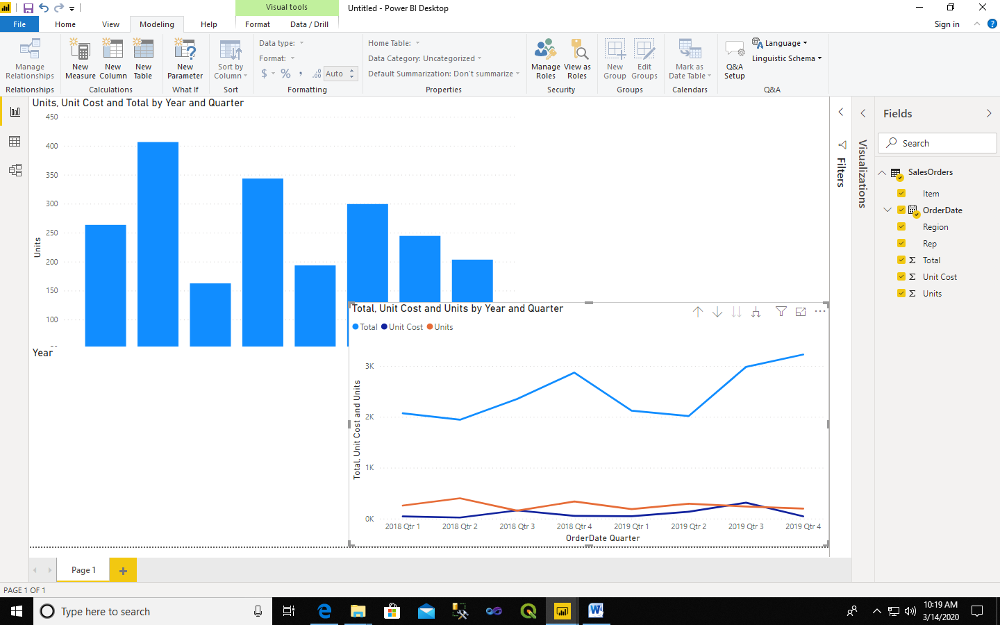 Visual tools
Untitled - Power BI Desktop
File
Home
View
Modeling
Help
Format
Data / Drill
Sign in
Manage Relationships
New Measure
New Column
New Table
New Parameter
Sort by Column
Data type:
Format:
$ % , .00 Auto
Home Table:
Data Category: Uncategorized
Default Summarization: Don't summarize
Manage Roles
View as Roles
New Group
Edit Groups
Mark as Date Table
Q&A Setup
Language
Linguistic Schema
Relationships
Calculations
What If
Sort
Formatting
Properties
Security
Groups
Calendars
Q&A
Units, Unit Cost and Total by Year and Quarter
450
400
350
300
250
200
150
100
Units
Year
Total, Unit Cost and Units by Year and Quarter
Total Unit Cost Units
3K
2K
1K
0K
Total, Unit Cost and Units
2018 Qtr 1 2018 Qtr 2 2018 Qtr 3 2018 Qtr 4 2019 Qtr 1 2019 Qtr 2 2019 Qtr 3 2019 Qtr 4
OrderDate Quarter
Filters
Visualizations
Fields
Search
SalesOrders
Item
OrderDate
Region
Rep
Σ Total
Σ Unit Cost
Σ Units
Page 1
PAGE 1 OF 1
Type here to search
10:19 AM
3/14/2020